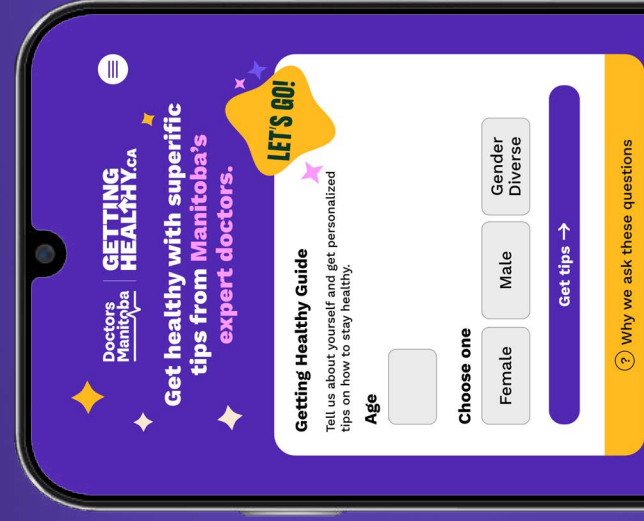 Doctors
Manitoba
GETTING
HEALTHY.CA
Get healthy with superific
tips from Manitoba's
expert doctors.
LET'S GO!
Getting Healthy Guide
Tell us about yourself and get personalized
tips on how to stay healthy.
Age
Choose one
Female
Male
Gender
Diverse
Get tips →
? Why we ask these questions